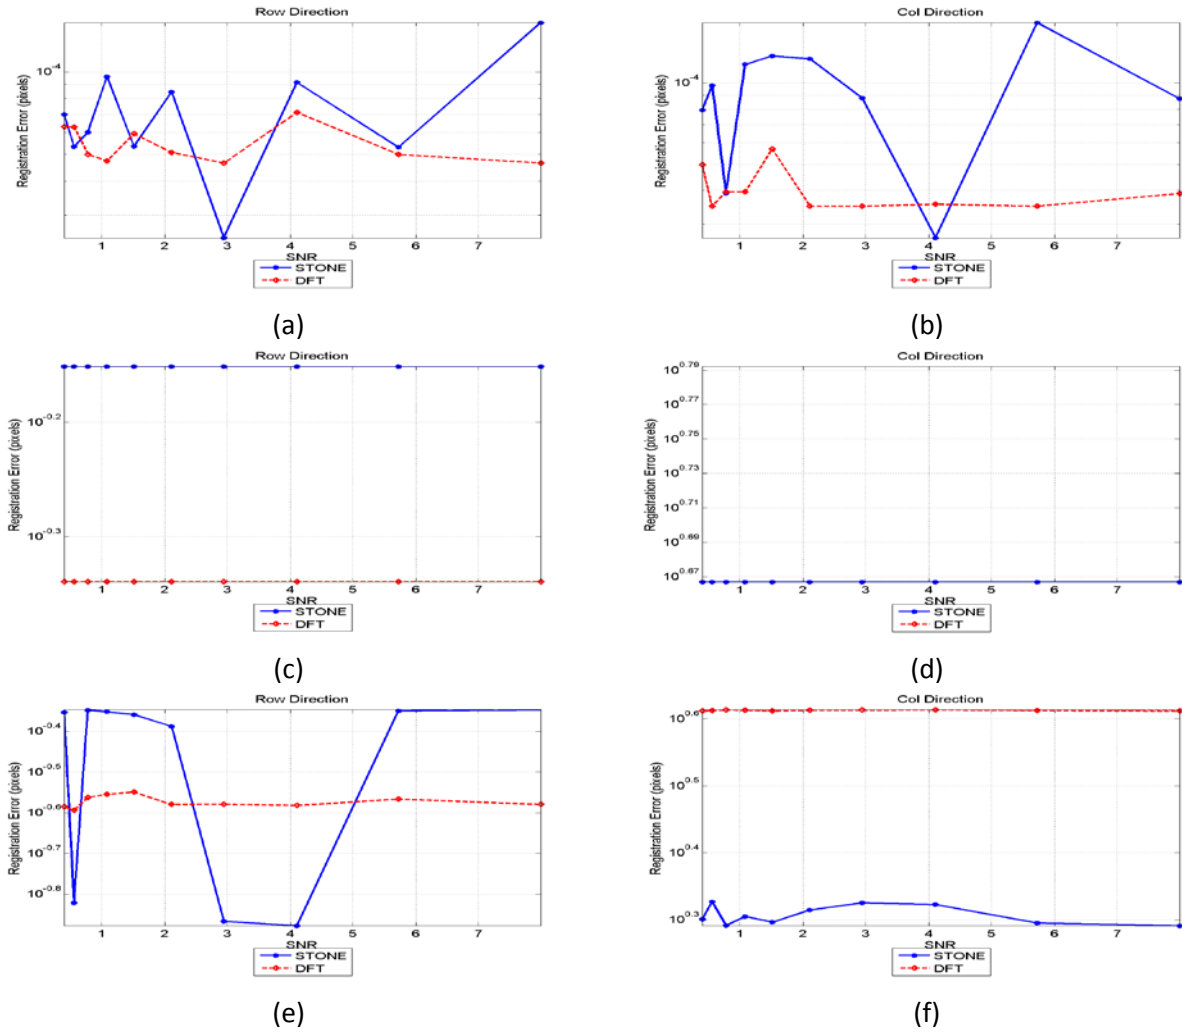 Row Direction
Registration Error (pixels)
10^-4
1 2 3 4 5 6 7
SNR
STONE
DFT
(a)
Col Direction
Registration Error (pixels)
10^-4
1 2 3 4 5 6 7
SNR
STONE
DFT
(b)
Row Direction
Registration Error (pixels)
10^-0.2
10^-0.3
1 2 3 4 5 6 7
SNR
STONE
DFT
(c)
Col Direction
Registration Error (pixels)
10^0.79
10^0.77
10^0.75
10^0.73
10^0.71
10^0.69
10^0.67
1 2 3 4 5 6 7
SNR
STONE
DFT
(d)
Row Direction
Registration Error (pixels)
10^-0.4
10^-0.5
10^-0.6
10^-0.7
10^-0.8
1 2 3 4 5 6 7
SNR
STONE
DFT
(e)
Col Direction
Registration Error (pixels)
10^0.6
10^0.5
10^0.4
10^0.3
1 2 3 4 5 6 7
SNR
STONE
DFT
(f)